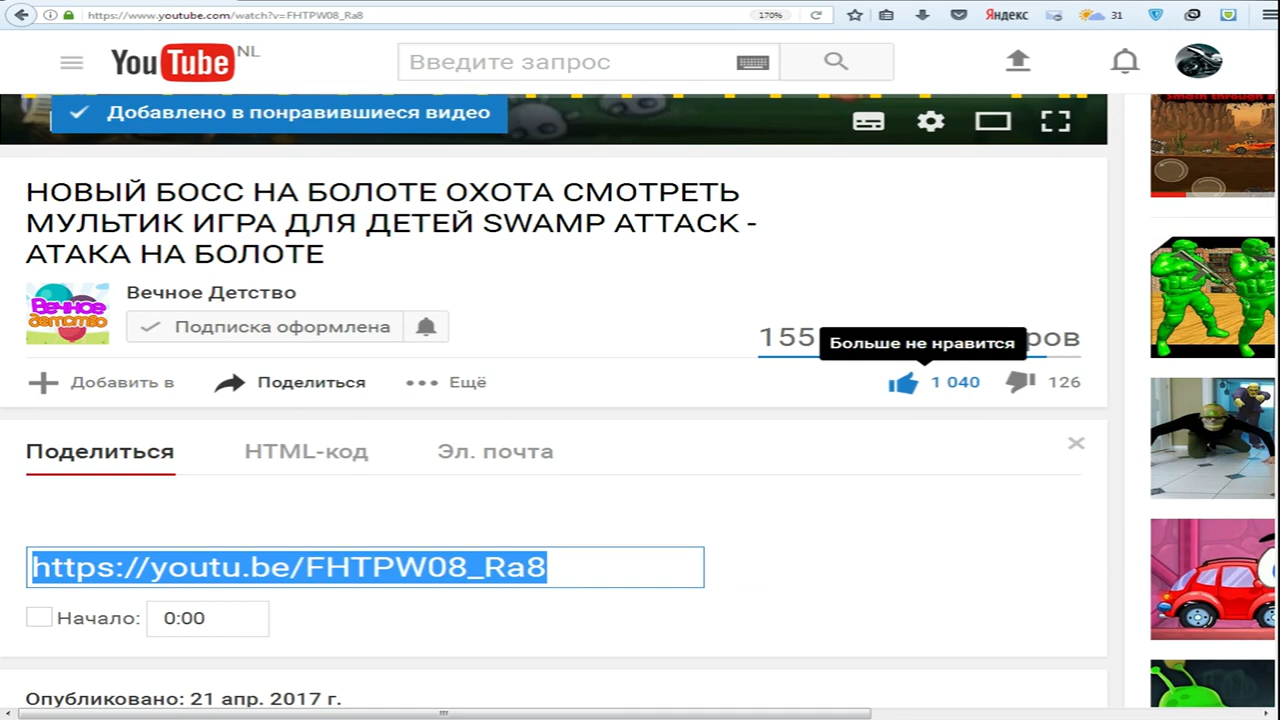 https://www.youtube.com/watch?v=FHTPW08_Ra8
170%
Яндекс
31
YouTube NL
Введите запрос
Добавлено в понравившиеся видео
НОВЫЙ БОСС НА БОЛОТЕ ОХОТА СМОТРЕТЬ
МУЛЬТИК ИГРА ДЛЯ ДЕТЕЙ SWAMP ATTACK -
АТАКА НА БОЛОТЕ
Вечное детство
Вечное Детство
Подписка оформлена
155
Больше не нравится
ров
Добавить в
Поделиться
Ещё
1 040
126
Поделиться
HTML-код
Эл. почта
https://youtu.be/FHTPW08_Ra8
Начало: 0:00
Опубликовано: 21 апр. 2017 г.